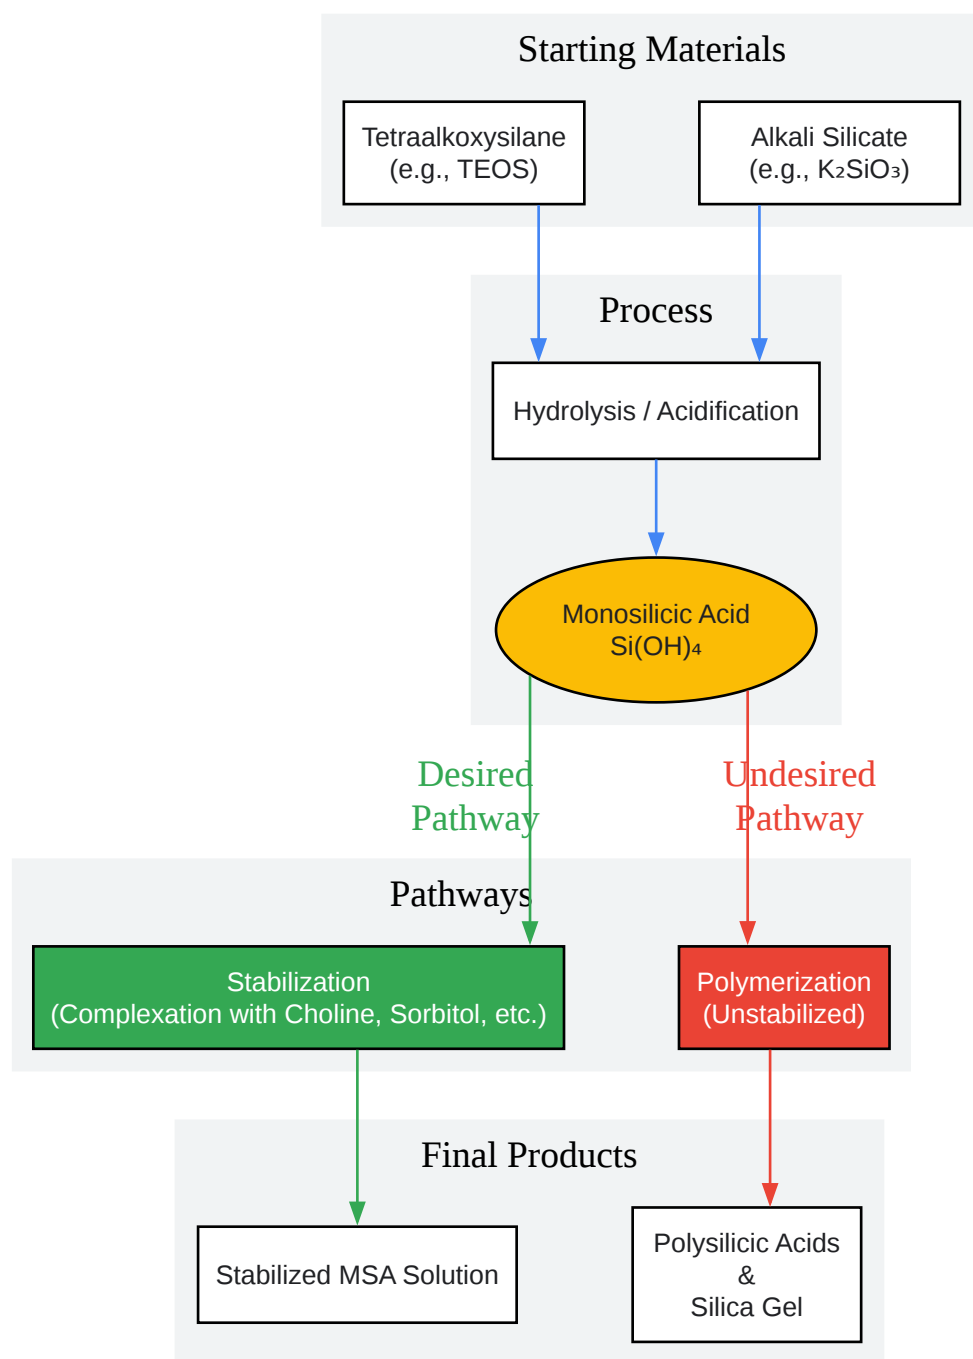 Starting Materials
Tetraalkoxysilane
(e.g., TEOS)
Alkali Silicate
(e.g., K₂SiO₃)
Process
Hydrolysis / Acidification
Monosilicic Acid
Si(OH)₄
Desired
Pathway
Undesired
Pathway
Pathways
Stabilization
(Complexation with Choline, Sorbitol, etc.)
Polymerization
(Unstabilized)
Final Products
Stabilized MSA Solution
Polysilicic Acids
&
Silica Gel